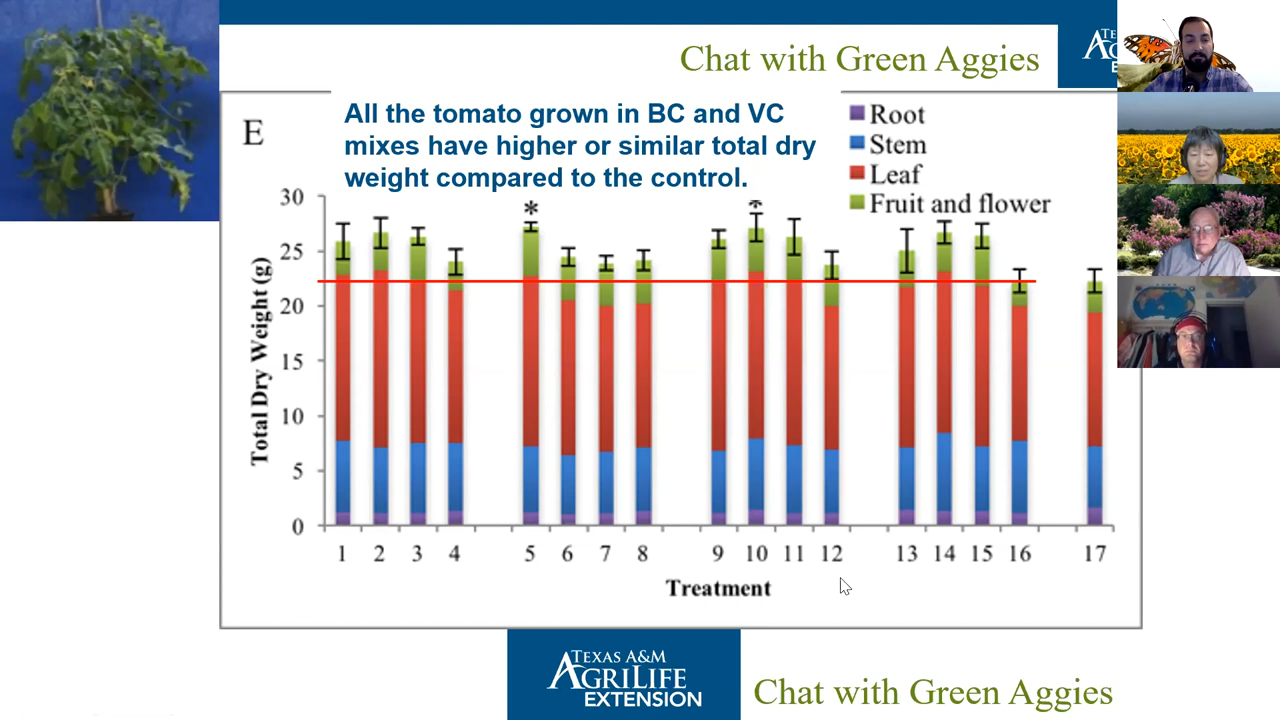 Chat with Green Aggies
E
All the tomato grown in BC and VC
mixes have higher or similar total dry
weight compared to the control.
Root
Stem
Leaf
Fruit and flower
Total Dry Weight (g)
30
25
20
15
10
5
0
*
*
1 2 3 4 5 6 7 8 9 10 11 12 13 14 15 16 17
Treatment
TEXAS A&M
AGRILIFE
EXTENSION
Chat with Green Aggies